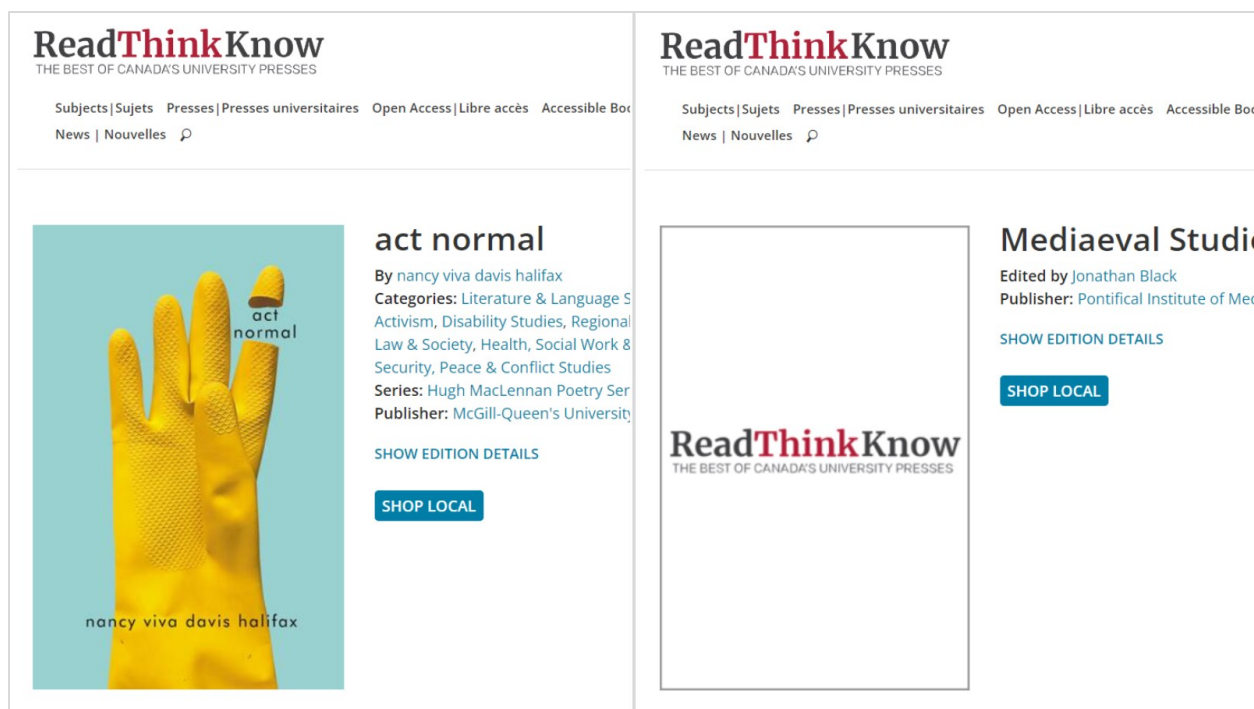 ReadThinkKnow
THE BEST OF CANADA'S UNIVERSITY PRESSES
Subjects|Sujets Presses|Presses universitaires Open Access|Libre accès Accessible
News | Nouvelles
act
normal
nancy viva davis halifax
act normal
By nancy viva davis halifax
Categories: Literature & Language
Activism, Disability Studies, Regional
Law & Society, Health, Social Work &
Security, Peace & Conflict Studies
Series: Hugh MacLennan Poetry
Publisher: McGill-Queen's University
SHOW EDITION DETAILS
SHOP LOCAL
ReadThinkKnow
THE BEST OF CANADA'S UNIVERSITY PRESSES
Subjects|Sujets Presses|Presses universitaires Open Access|Libre accès Accessible
News | Nouvelles
ReadThinkKnow
THE BEST OF CANADA'S UNIVERSITY PRESSES
Mediaeval
Edited by Jonathan Black
Publisher: Pontifical Institute of
SHOW EDITION DETAILS
SHOP LOCAL